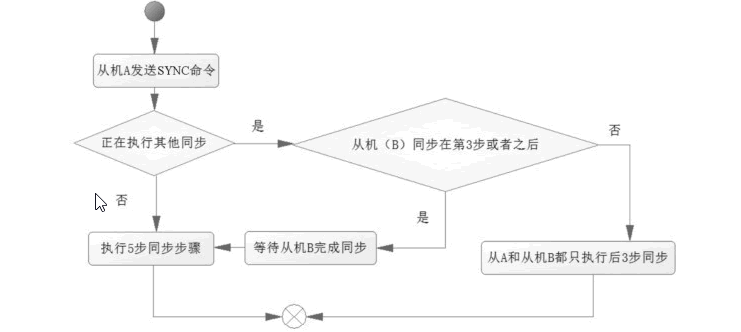 从机A发送SYNC命令
正在执行其他同步
是
从机（B）同步在第3步或者之后
否
否
是
执行5步同步步骤
等待从机B完成同步
从A和从机B都只执行后3步同步